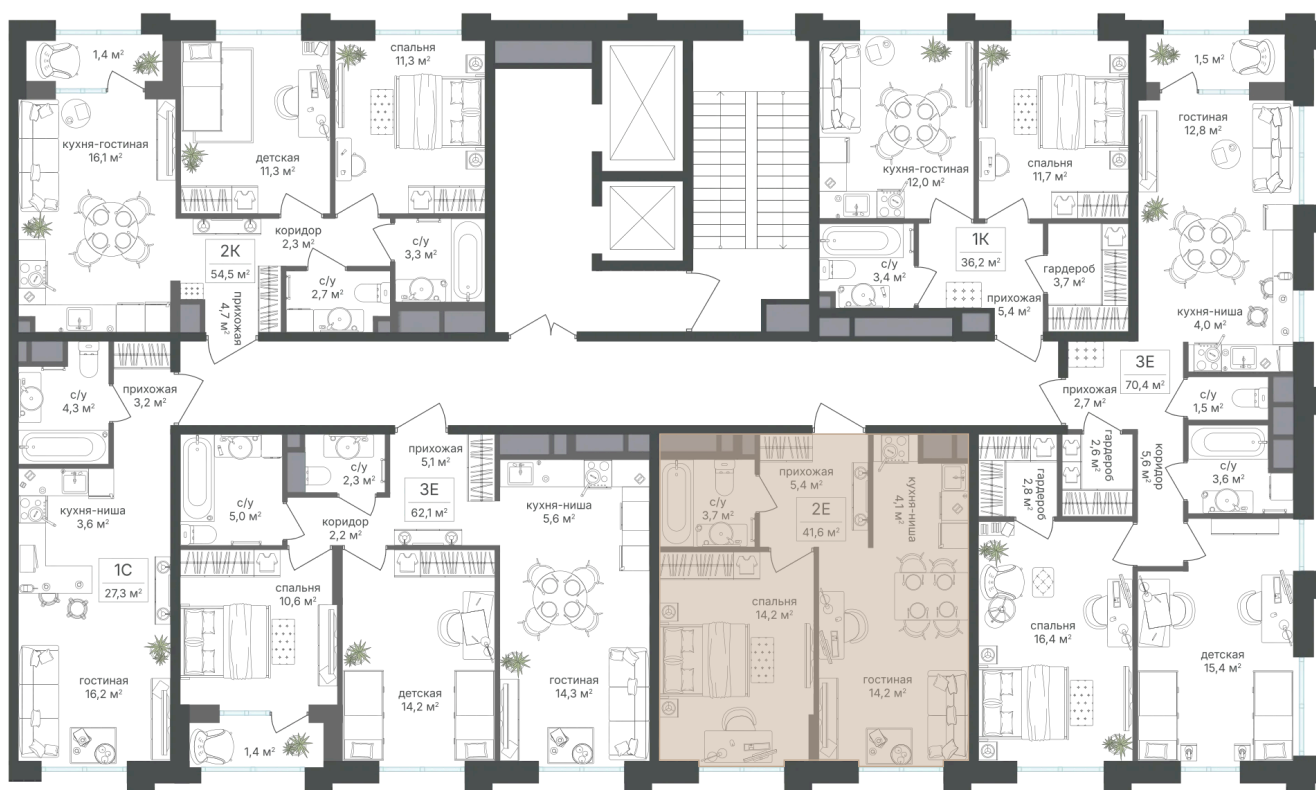 1,4 м²
кухня-гостиная
16,1 м²
детская
11,3 м²
спальня
11,3 м²
коридор
2,3 м²
с/у
3,3 м²
2К
54,5 м²
с/у
2,7 м²
прихожая
4,7 м²
кухня-гостиная
12,0 м²
спальня
11,7 м²
1К
36,2 м²
с/у
3,4 м²
гардероб
3,7 м²
прихожая
5,4 м²
1,5 м²
гостиная
12,8 м²
кухня-ниша
4,0 м²
3Е
70,4 м²
прихожая
2,7 м²
с/у
1,5 м²
гардероб
2,6 м²
гардероб
2,8 м²
коридор
5,6 м²
с/у
3,6 м²
спальня
16,4 м²
детская
15,4 м²
с/у
4,3 м²
прихожая
3,2 м²
кухня-ниша
3,6 м²
1С
27,3 м²
гостиная
16,2 м²
с/у
5,0 м²
с/у
2,3 м²
прихожая
5,1 м²
3Е
62,1 м²
коридор
2,2 м²
кухня-ниша
5,6 м²
спальня
10,6 м²
детская
14,2 м²
гостиная
14,3 м²
1,4 м²
прихожая
5,4 м²
с/у
3,7 м²
2Е
41,6 м²
кухня-ниша
4,1 м²
спальня
14,2 м²
гостиная
14,2 м²